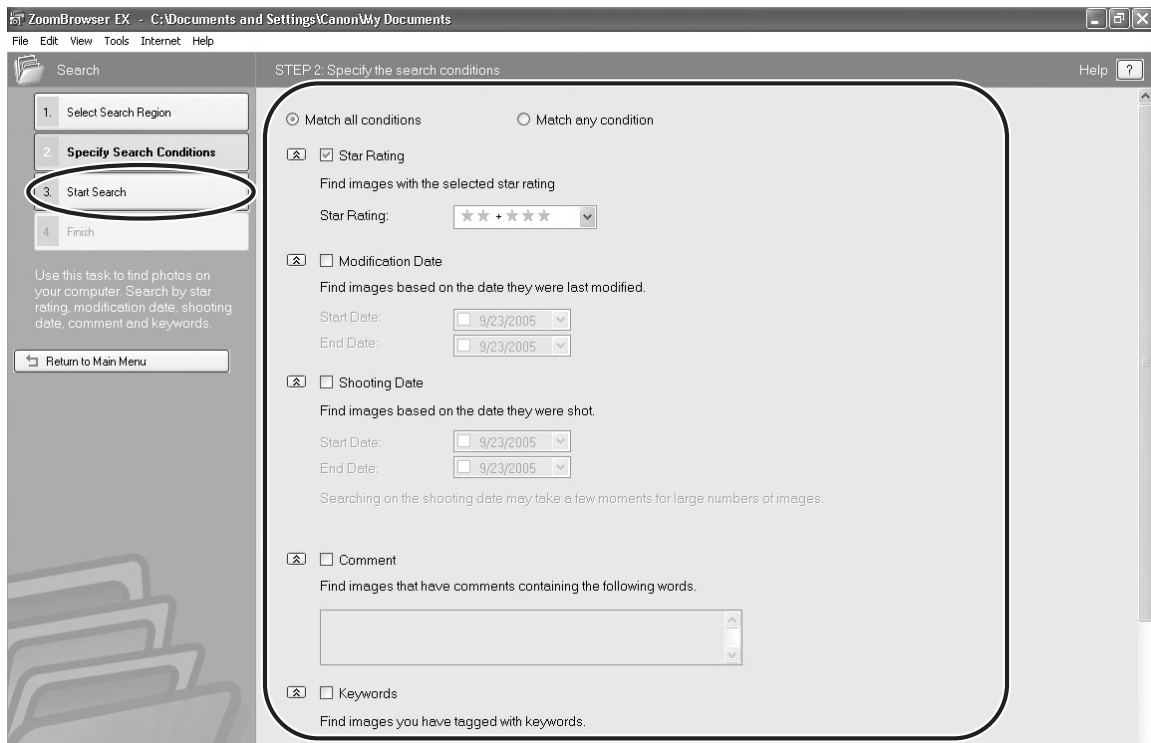 ZoomBrowser EX - C:\Documents and Settings\Canon\My Documents
File Edit View Tools Internet Help
Search
STEP 2: Specify the search conditions
Help ?
1. Select Search Region
2. Specify Search Conditions
3. Start Search
4. Finish
Use this task to find photos on
your computer. Search by star
rating, modification date, shooting
date, comment and keywords.
Return to Main Menu
Match all conditions Match any condition
Star Rating
Find images with the selected star rating
Star Rating: ★★ + ★★★
Modification Date
Find images based on the date they were last modified.
Start Date: 9/23/2005
End Date: 9/23/2005
Shooting Date
Find images based on the date they were shot.
Start Date: 9/23/2005
End Date: 9/23/2005
Searching on the shooting date may take a few moments for large numbers of images.
Comment
Find images that have comments containing the following words.
Keywords
Find images you have tagged with keywords.